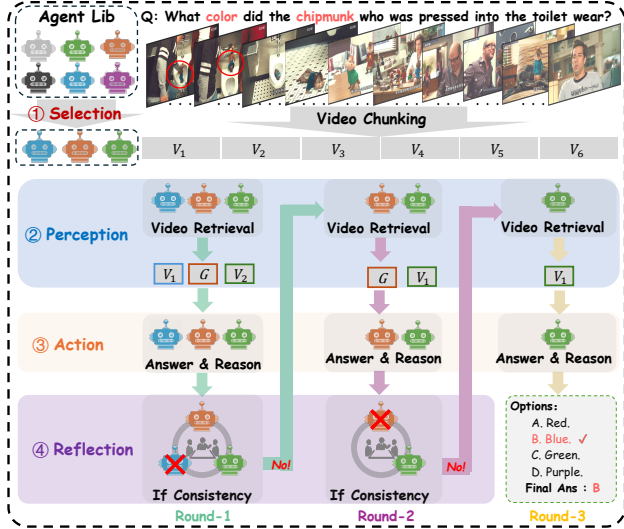 Agent Lib
Q: What color did the chipmunk who was pressed into the toilet wear?
① Selection
Video Chunking
V1 V2 V3 V4 V5 V6
② Perception
Video Retrieval Video Retrieval Video Retrieval
V1 G V2 G V1 V1
③ Action
Answer & Reason Answer & Reason Answer & Reason
④ Reflection
No! No!
If Consistency If Consistency
Options:
A. Red.
B. Blue. ✓
C. Green.
D. Purple.
Final Ans : B
Round-1 Round-2 Round-3